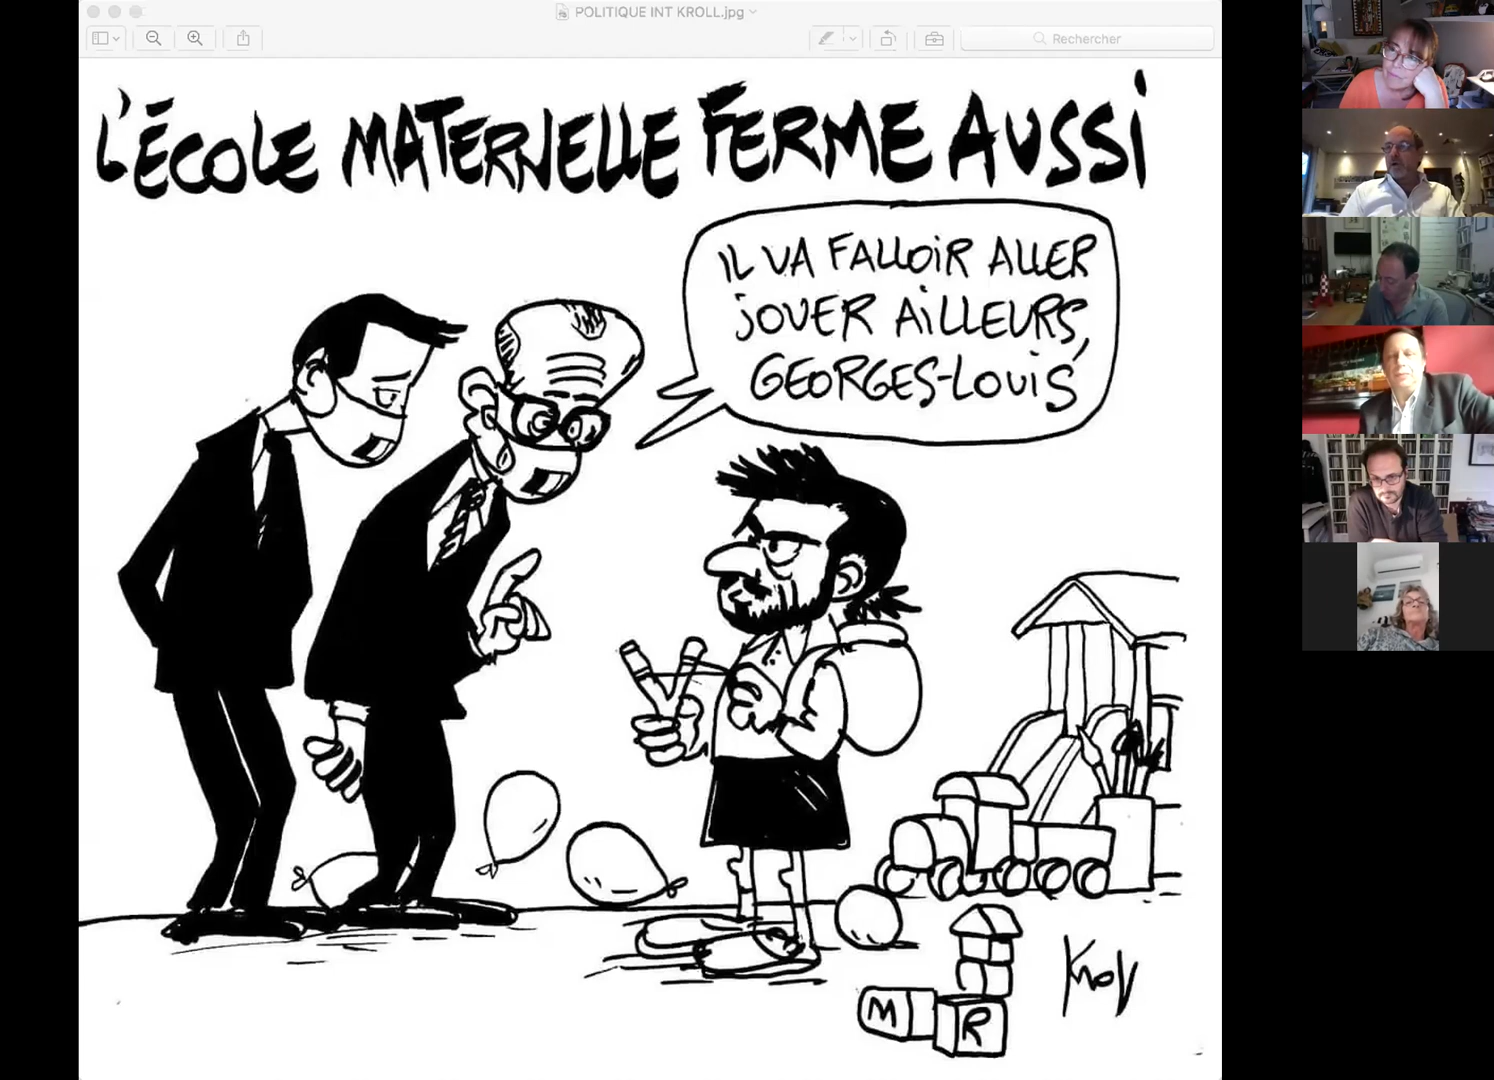 POLITIQUE INT KROLL.jpg
Rechercher
L'ÉCOLE MATERNELLE FERME AUSSI
IL VA FALLOIR ALLER
JOUER AILLEURS,
GEORGES-LOUIS
M R
Kroll